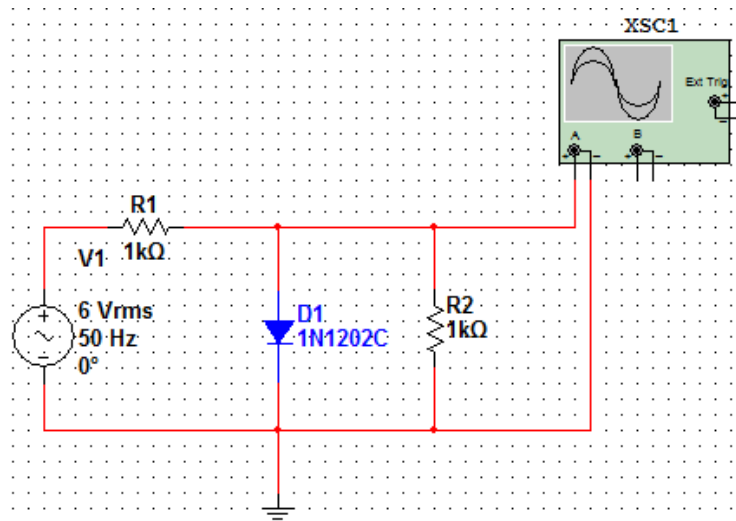 XSC1
Ext Trig
+
−
A
B
+ −
+ −
R1
1kΩ
V1
+
−
6 Vrms
50 Hz
0°
D1
1N1202C
R2
1kΩ